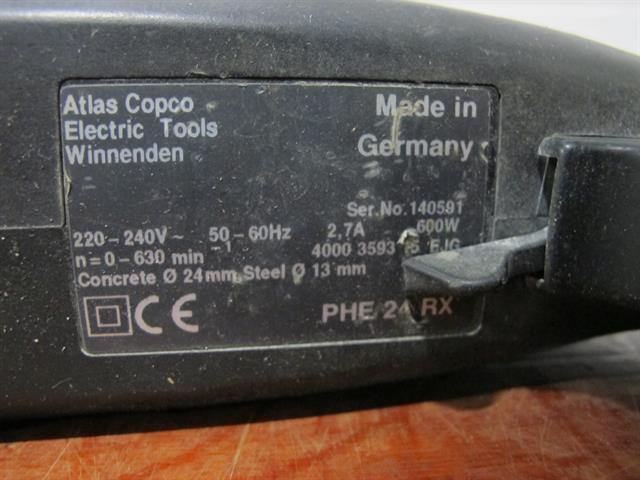 Atlas Copco
Electric Tools
Winnenden
Made in
Germany
Ser.No.140591
220-240V~ 50-60Hz 2,7A 600W
n=0-630 min-1 4000 3593
Concrete Ø 24mm Steel Ø 13 mm
CE PHE 24 RX